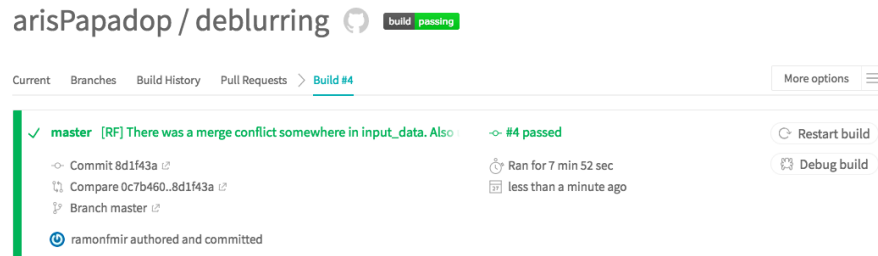 arisPapadop / deblurring build passing
Current Branches Build History Pull Requests Build #4 More options
master [RF] There was a merge conflict somewhere in input_data. Also #4 passed Restart build
Commit 8d1f43a Ran for 7 min 52 sec Debug build
Compare 0c7b460..8d1f43a less than a minute ago
Branch master
ramonfmir authored and committed